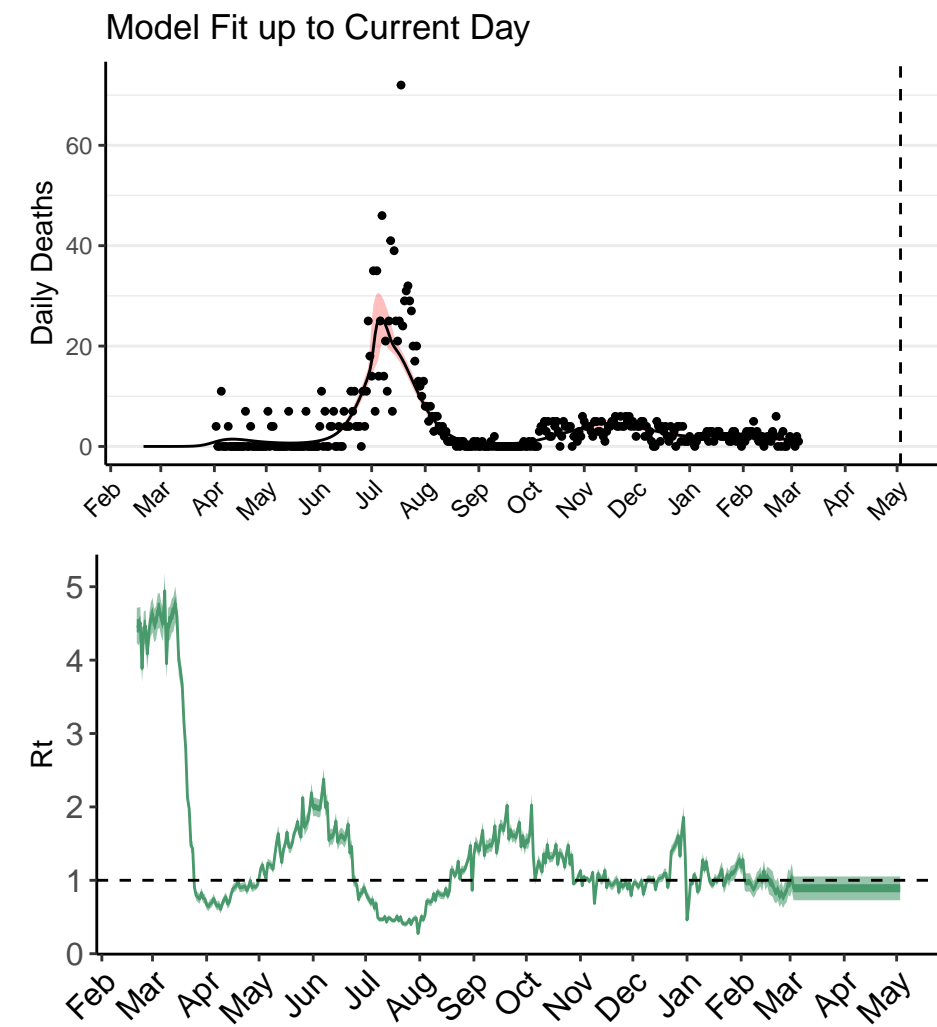 Model Fit up to Current Day
Daily Deaths
60
40
20
0
Feb Mar Apr May Jun Jul Aug Sep Oct Nov Dec Jan Feb Mar Apr May
Rt
5
4
3
2
1
0
Feb Mar Apr May Jun Jul Aug Sep Oct Nov Dec Jan Feb Mar Apr May